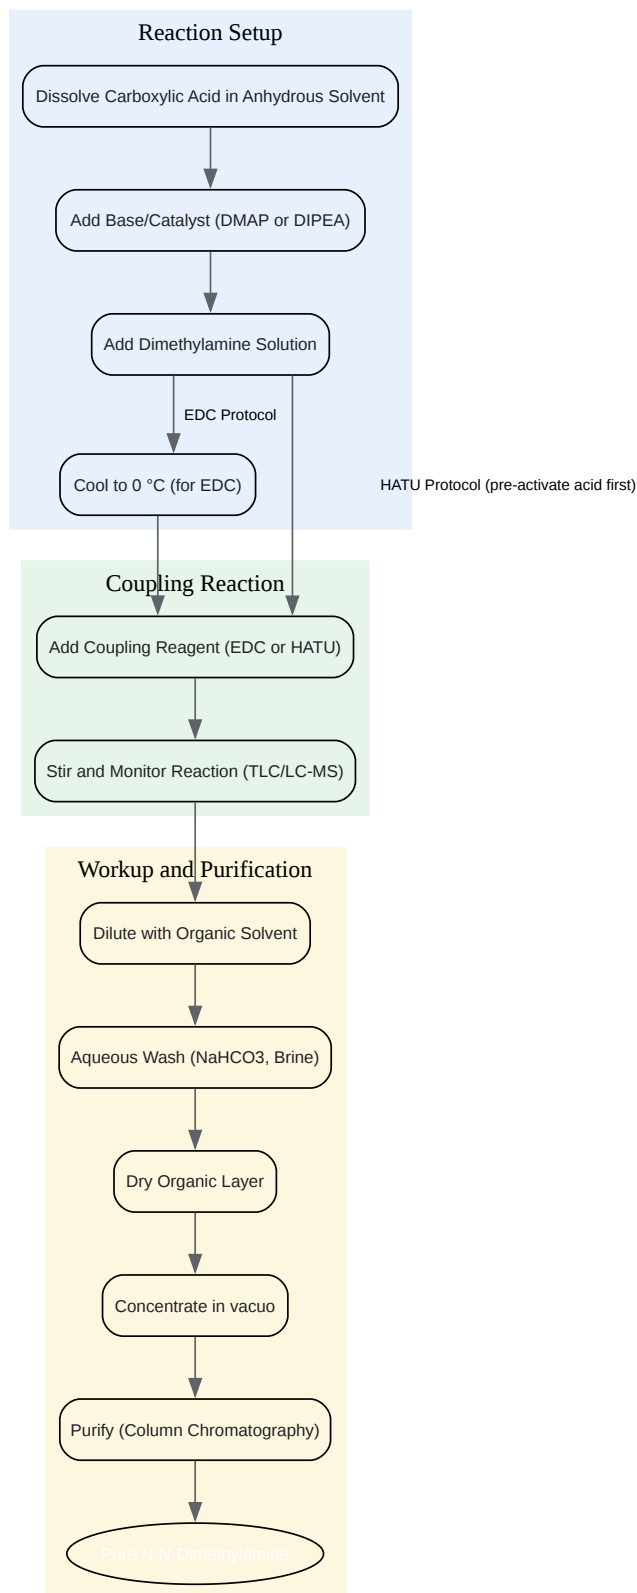 Reaction Setup
Dissolve Carboxylic Acid in Anhydrous Solvent
Add Base/Catalyst (DMAP or DIPEA)
Add Dimethylamine Solution
EDC Protocol
Cool to 0 °C (for EDC)
HATU Protocol (pre-activate acid first)
Coupling Reaction
Add Coupling Reagent (EDC or HATU)
Stir and Monitor Reaction (TLC/LC-MS)
Workup and Purification
Dilute with Organic Solvent
Aqueous Wash (NaHCO3, Brine)
Dry Organic Layer
Concentrate in vacuo
Purify (Column Chromatography)
Pure N,N-Dimethylamide